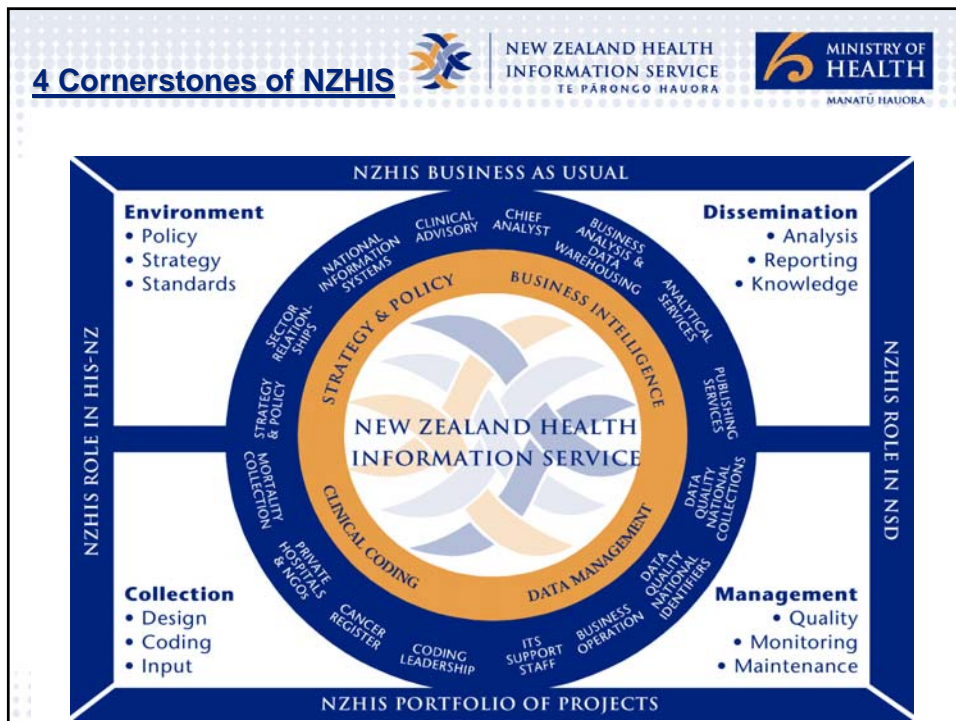 4 Cornerstones of NZHIS
NEW ZEALAND HEALTH
INFORMATION SERVICE
TE PĀRONGO HAUORA
MINISTRY OF
HEALTH
MANATŪ HAUORA
NZHIS BUSINESS AS USUAL
Environment
• Policy
• Strategy
• Standards
Dissemination
• Analysis
• Reporting
• Knowledge
NZHIS ROLE IN HIS-NZ
NZHIS ROLE IN NSD
STRATEGY
& POLICY
SECTOR
RELATION-
SHIPS
NATIONAL
INFORMATION
SYSTEMS
CLINICAL
ADVISORY
CHIEF
ANALYST
BUSINESS
ANALYSIS &
DATA
WAREHOUSING
ANALYTICAL
SERVICES
PUBLISHING
SERVICES
DATA
QUALITY
NATIONAL
COLLECTIONS
DATA
QUALITY
NATIONAL
IDENTIFIERS
BUSINESS
OPERATION
ITS
SUPPORT
STAFF
CODING
LEADERSHIP
CANCER
REGISTER
PRIVATE
HOSPITALS
& NGOs
MORTALITY
COLLECTION
STRATEGY & POLICY
BUSINESS INTELLIGENCE
NEW ZEALAND HEALTH
INFORMATION SERVICE
CLINICAL CODING
DATA MANAGEMENT
Collection
• Design
• Coding
• Input
Management
• Quality
• Monitoring
• Maintenance
NZHIS PORTFOLIO OF PROJECTS